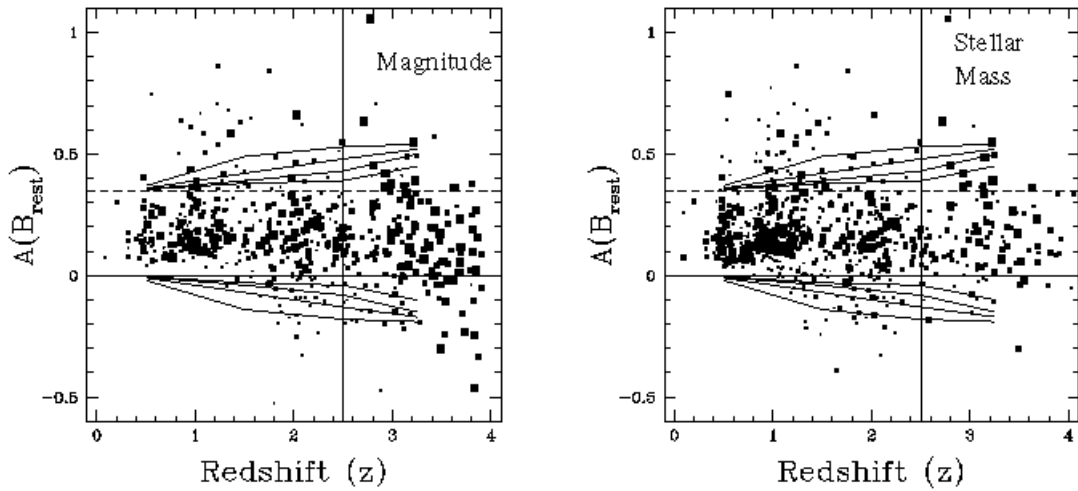 1
0.5
0
-0.5
A(B_rest)
Magnitude
0 1 2 3 4
Redshift (z)
1
0.5
0
-0.5
A(B_rest)
Stellar
Mass
0 1 2 3 4
Redshift (z)